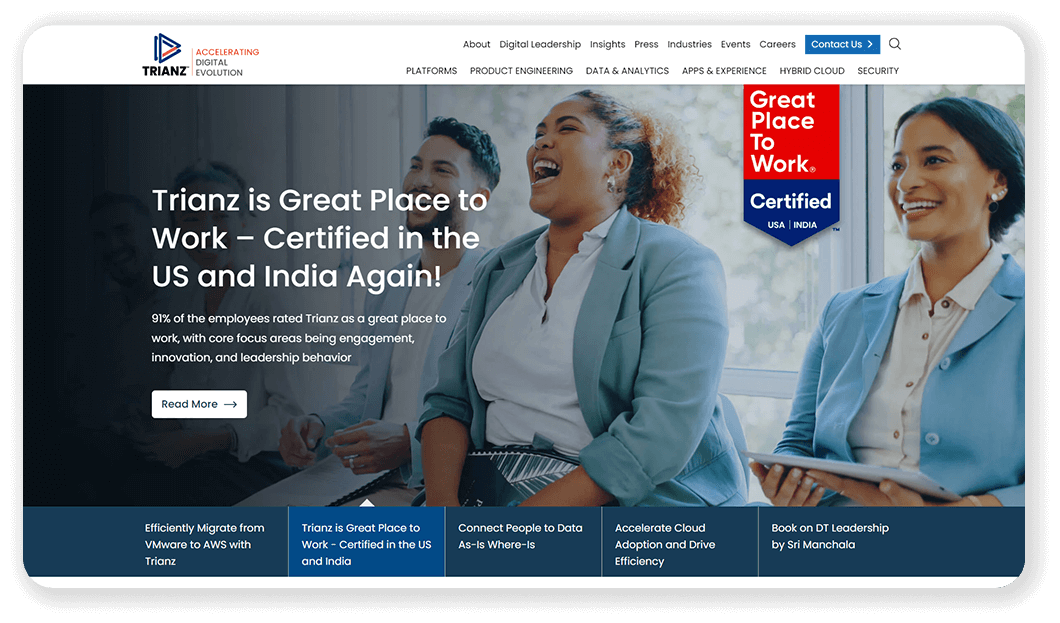 TRIANZ™
ACCELERATING
DIGITAL
EVOLUTION
About Digital Leadership Insights Press Industries Events Careers Contact Us
PLATFORMS PRODUCT ENGINEERING DATA & ANALYTICS APPS & EXPERIENCE HYBRID CLOUD SECURITY
Great
Place
To
Work®
Certified
USA | INDIA
™
Trianz is Great Place to
Work – Certified in the
US and India Again!
91% of the employees rated Trianz as a great place to
work, with core focus areas being engagement,
innovation, and leadership behavior
Read More →
Efficiently Migrate from
VMware to AWS with
Trianz
Trianz is Great Place to
Work - Certified in the US
and India
Connect People to Data
As-Is Where-Is
Accelerate Cloud
Adoption and Drive
Efficiency
Book on DT Leadership
by Sri Manchala